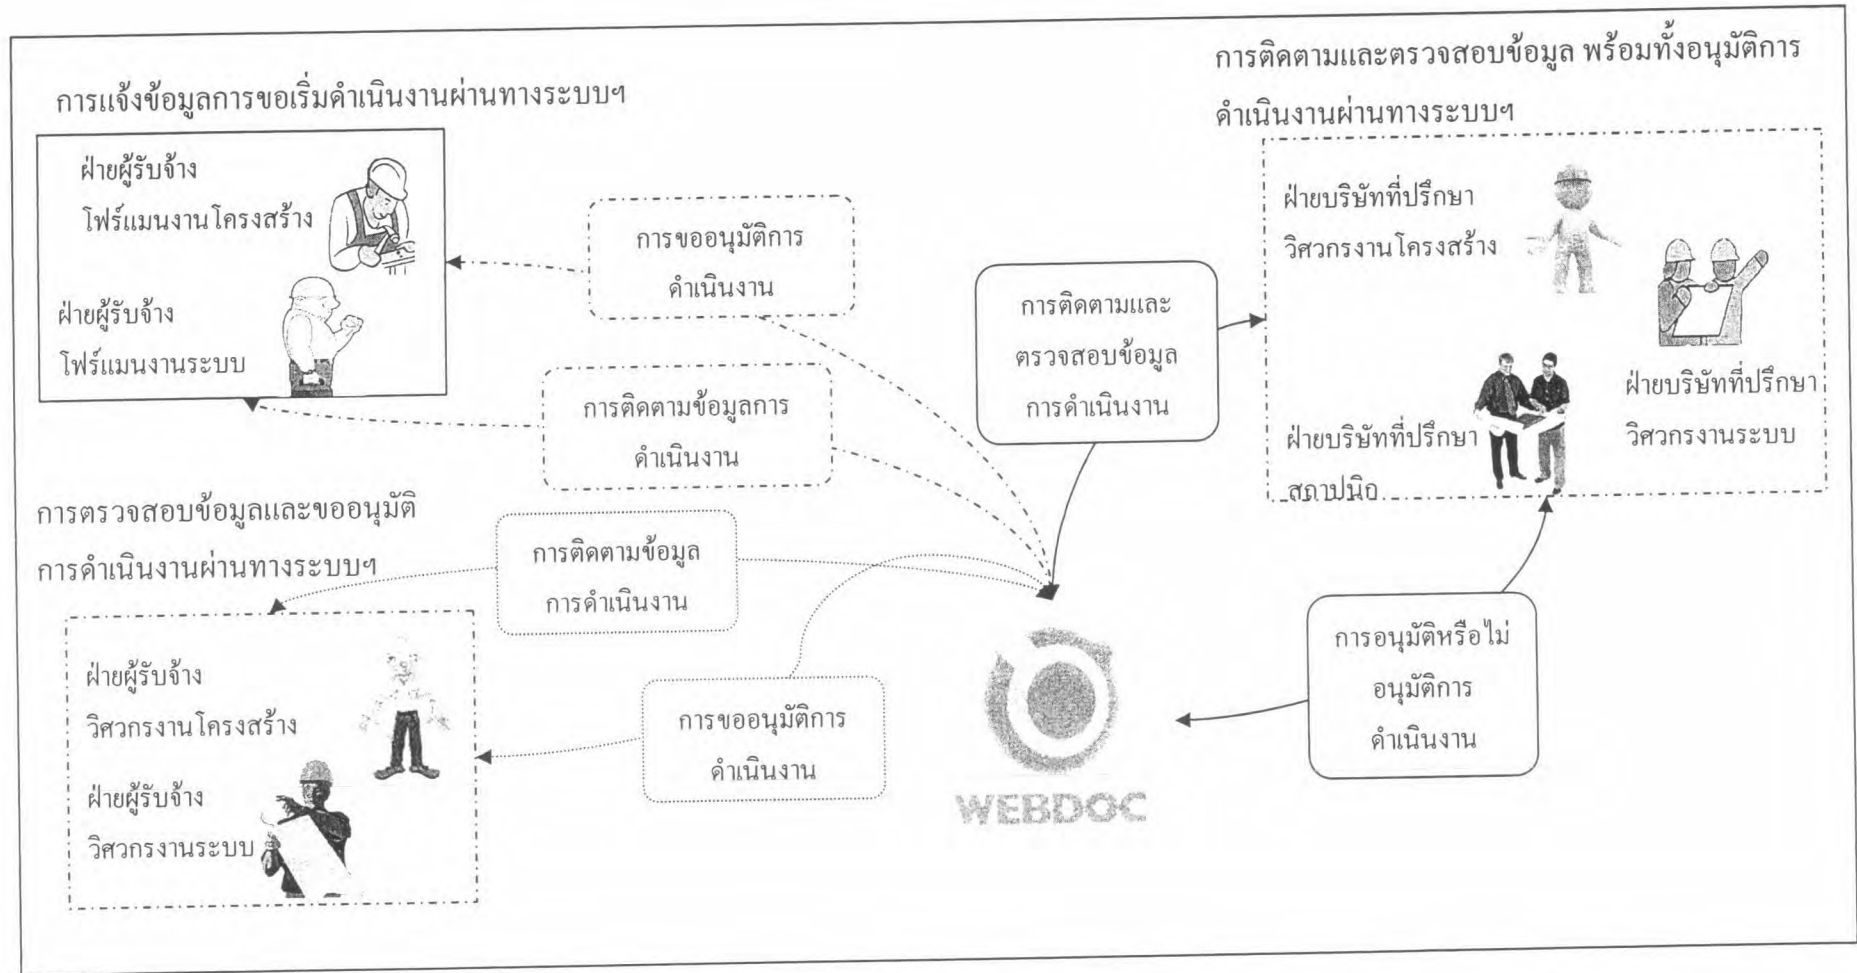 การแจ้งข้อมูลการขอเริ่มดำเนินงานผ่านทางระบบฯ
ฝ่ายผู้รับจ้าง
โฟร์แมนงานโครงสร้าง
ฝ่ายผู้รับจ้าง
โฟร์แมนงานระบบ
การขออนุมัติการ
ดำเนินงาน
การติดตามข้อมูลการ
ดำเนินงาน
การติดตามและ
ตรวจสอบข้อมูล
การดำเนินงาน
การติดตามและตรวจสอบข้อมูล พร้อมทั้งอนุมัติการ
ดำเนินงานผ่านทางระบบฯ
ฝ่ายบริษัทที่ปรึกษา
วิศวกรงานโครงสร้าง
ฝ่ายบริษัทที่ปรึกษา
วิศวกรงานระบบ
ฝ่ายบริษัทที่ปรึกษา
สถาปนิก
การตรวจสอบข้อมูลและขออนุมัติ
การดำเนินงานผ่านทางระบบฯ
การติดตามข้อมูล
การดำเนินงาน
ฝ่ายผู้รับจ้าง
วิศวกรงานโครงสร้าง
ฝ่ายผู้รับจ้าง
วิศวกรงานระบบ
การขออนุมัติการ
ดำเนินงาน
WEBDOC
การอนุมัติหรือไม่
อนุมัติการ
ดำเนินงาน